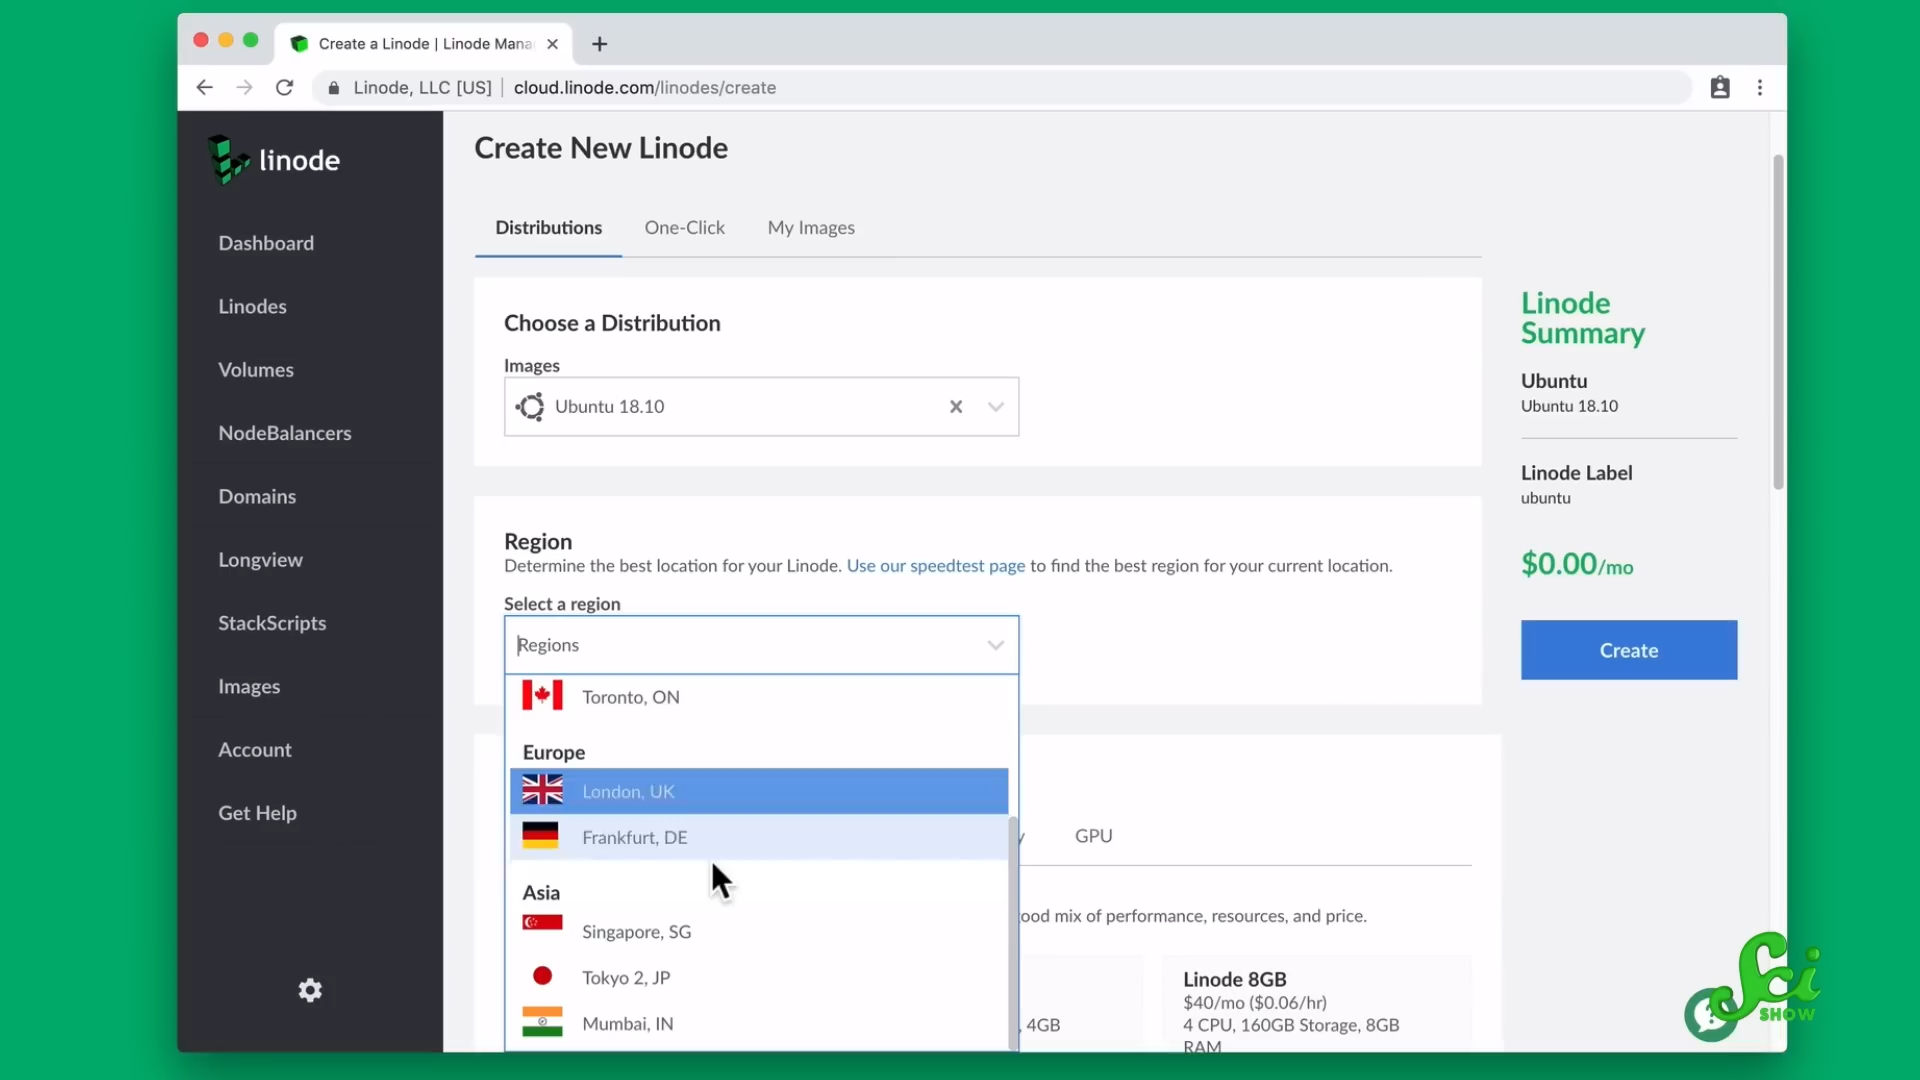 Create a Linode | Linode Mana
Linode, LLC [US] | cloud.linode.com/linodes/create
linode
Dashboard
Linodes
Volumes
NodeBalancers
Domains
Longview
StackScripts
Images
Account
Get Help
Create New Linode
Distributions One-Click My Images
Choose a Distribution
Images
Ubuntu 18.10
Region
Determine the best location for your Linode. Use our speedtest page to find the best region for your current location.
Select a region
Regions
Toronto, ON
Europe
London, UK
Frankfurt, DE
Asia
Singapore, SG
Tokyo 2, JP
Mumbai, IN
GPU
ood mix of performance, resources, and price.
, 4GB
Linode 8GB
$40/mo ($0.06/hr)
4 CPU, 160GB Storage, 8GB
RAM
Linode
Summary
Ubuntu
Ubuntu 18.10
Linode Label
ubuntu
$0.00/mo
Create
Sci
SHOW